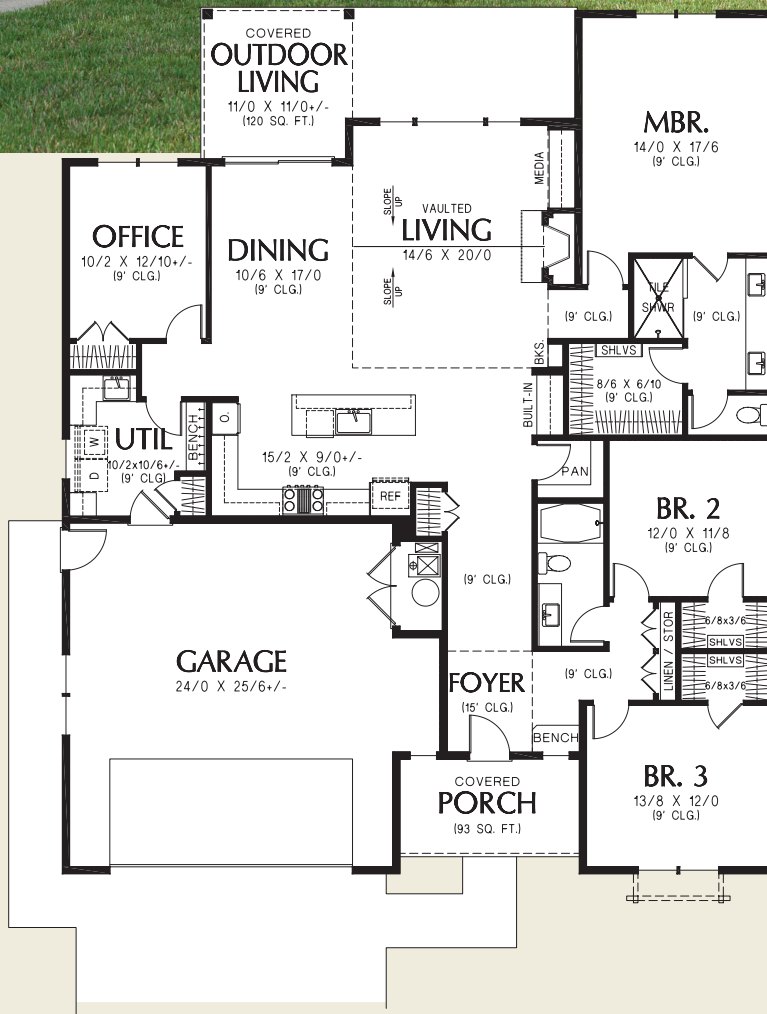 COVERED
OUTDOOR
LIVING
11/0 X 11/0+/-
(120 SQ. FT.)
MBR.
14/0 X 17/6
(9' CLG.)
MEDIA
SLOPE
UP
VAULTED
LIVING
14/6 X 20/0
SLOPE
UP
OFFICE
10/2 X 12/10+/-
(9' CLG.)
DINING
10/6 X 17/0
(9' CLG.)
(9' CLG.)
TILE
SHWR
(9' CLG.)
BKS.
SHLVS
8/6 X 6/10
(9' CLG.)
BUILT-IN
O.
W
D
UTIL
10/2x10/6+/-
(9' CLG)
BENCH
15/2 X 9/0+/-
(9' CLG.)
REF
PAN
BR. 2
12/0 X 11/8
(9' CLG.)
(9' CLG.)
6/8x3/6
SHLVS
LINEN / STOR
SHLVS
6/8x3/6
GARAGE
24/0 X 25/6+/-
FOYER
(15' CLG.)
(9' CLG.)
BENCH
COVERED
PORCH
(93 SQ. FT.)
BR. 3
13/8 X 12/0
(9' CLG.)